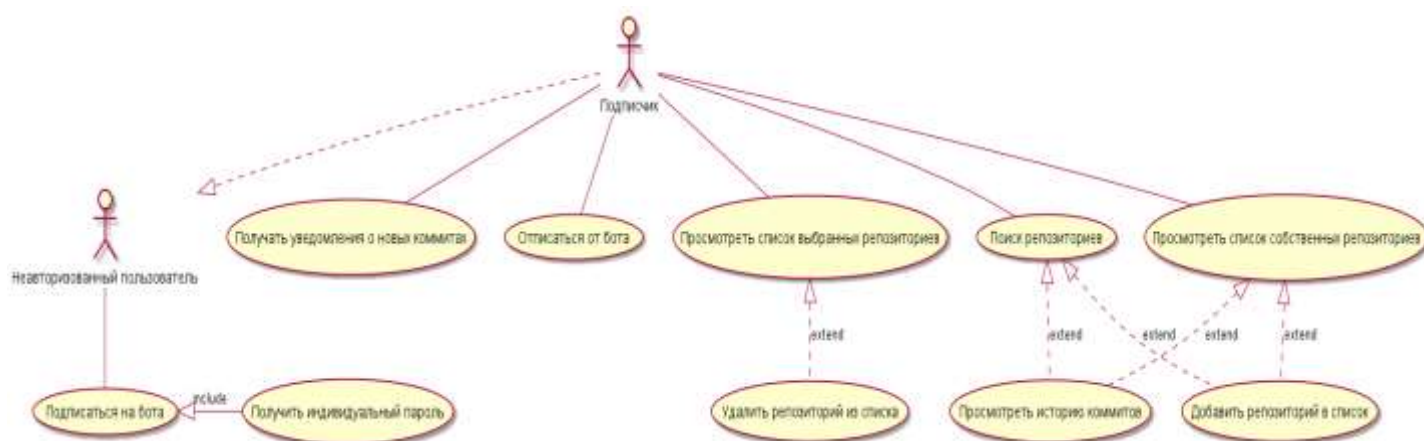 Подписчик
Неавторизованный пользователь
Получать уведомления о новых коммитах
Отписаться от бота
Просмотреть список выбранных репозиториев
Поиск репозиториев
Просмотреть список собственных репозиториев
extend
extend
extend
extend
extend
Подписаться на бота
include
Получить индивидуальный пароль
Удалить репозиторий из списка
Просмотреть историю коммитов
Добавить репозиторий в список